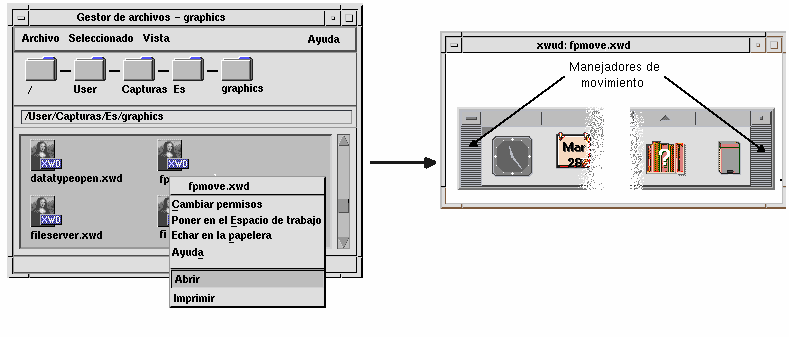 Gestor de archivos - graphics
Archivo Seleccionado Vista Ayuda
/ User Capturas Es graphics
/User/Capturas/Es/graphics
XWD XWD
datatypeopen.xwd fp
XWD
fileserver.xwd fi
fpmove.xwd
Cambiar permisos
Poner en el Espacio de trabajo
Echar en la papelera
Ayuda
Abrir
Imprimir
xwud: fpmove.xwd
Manejadores de
movimiento
Mar
28
?